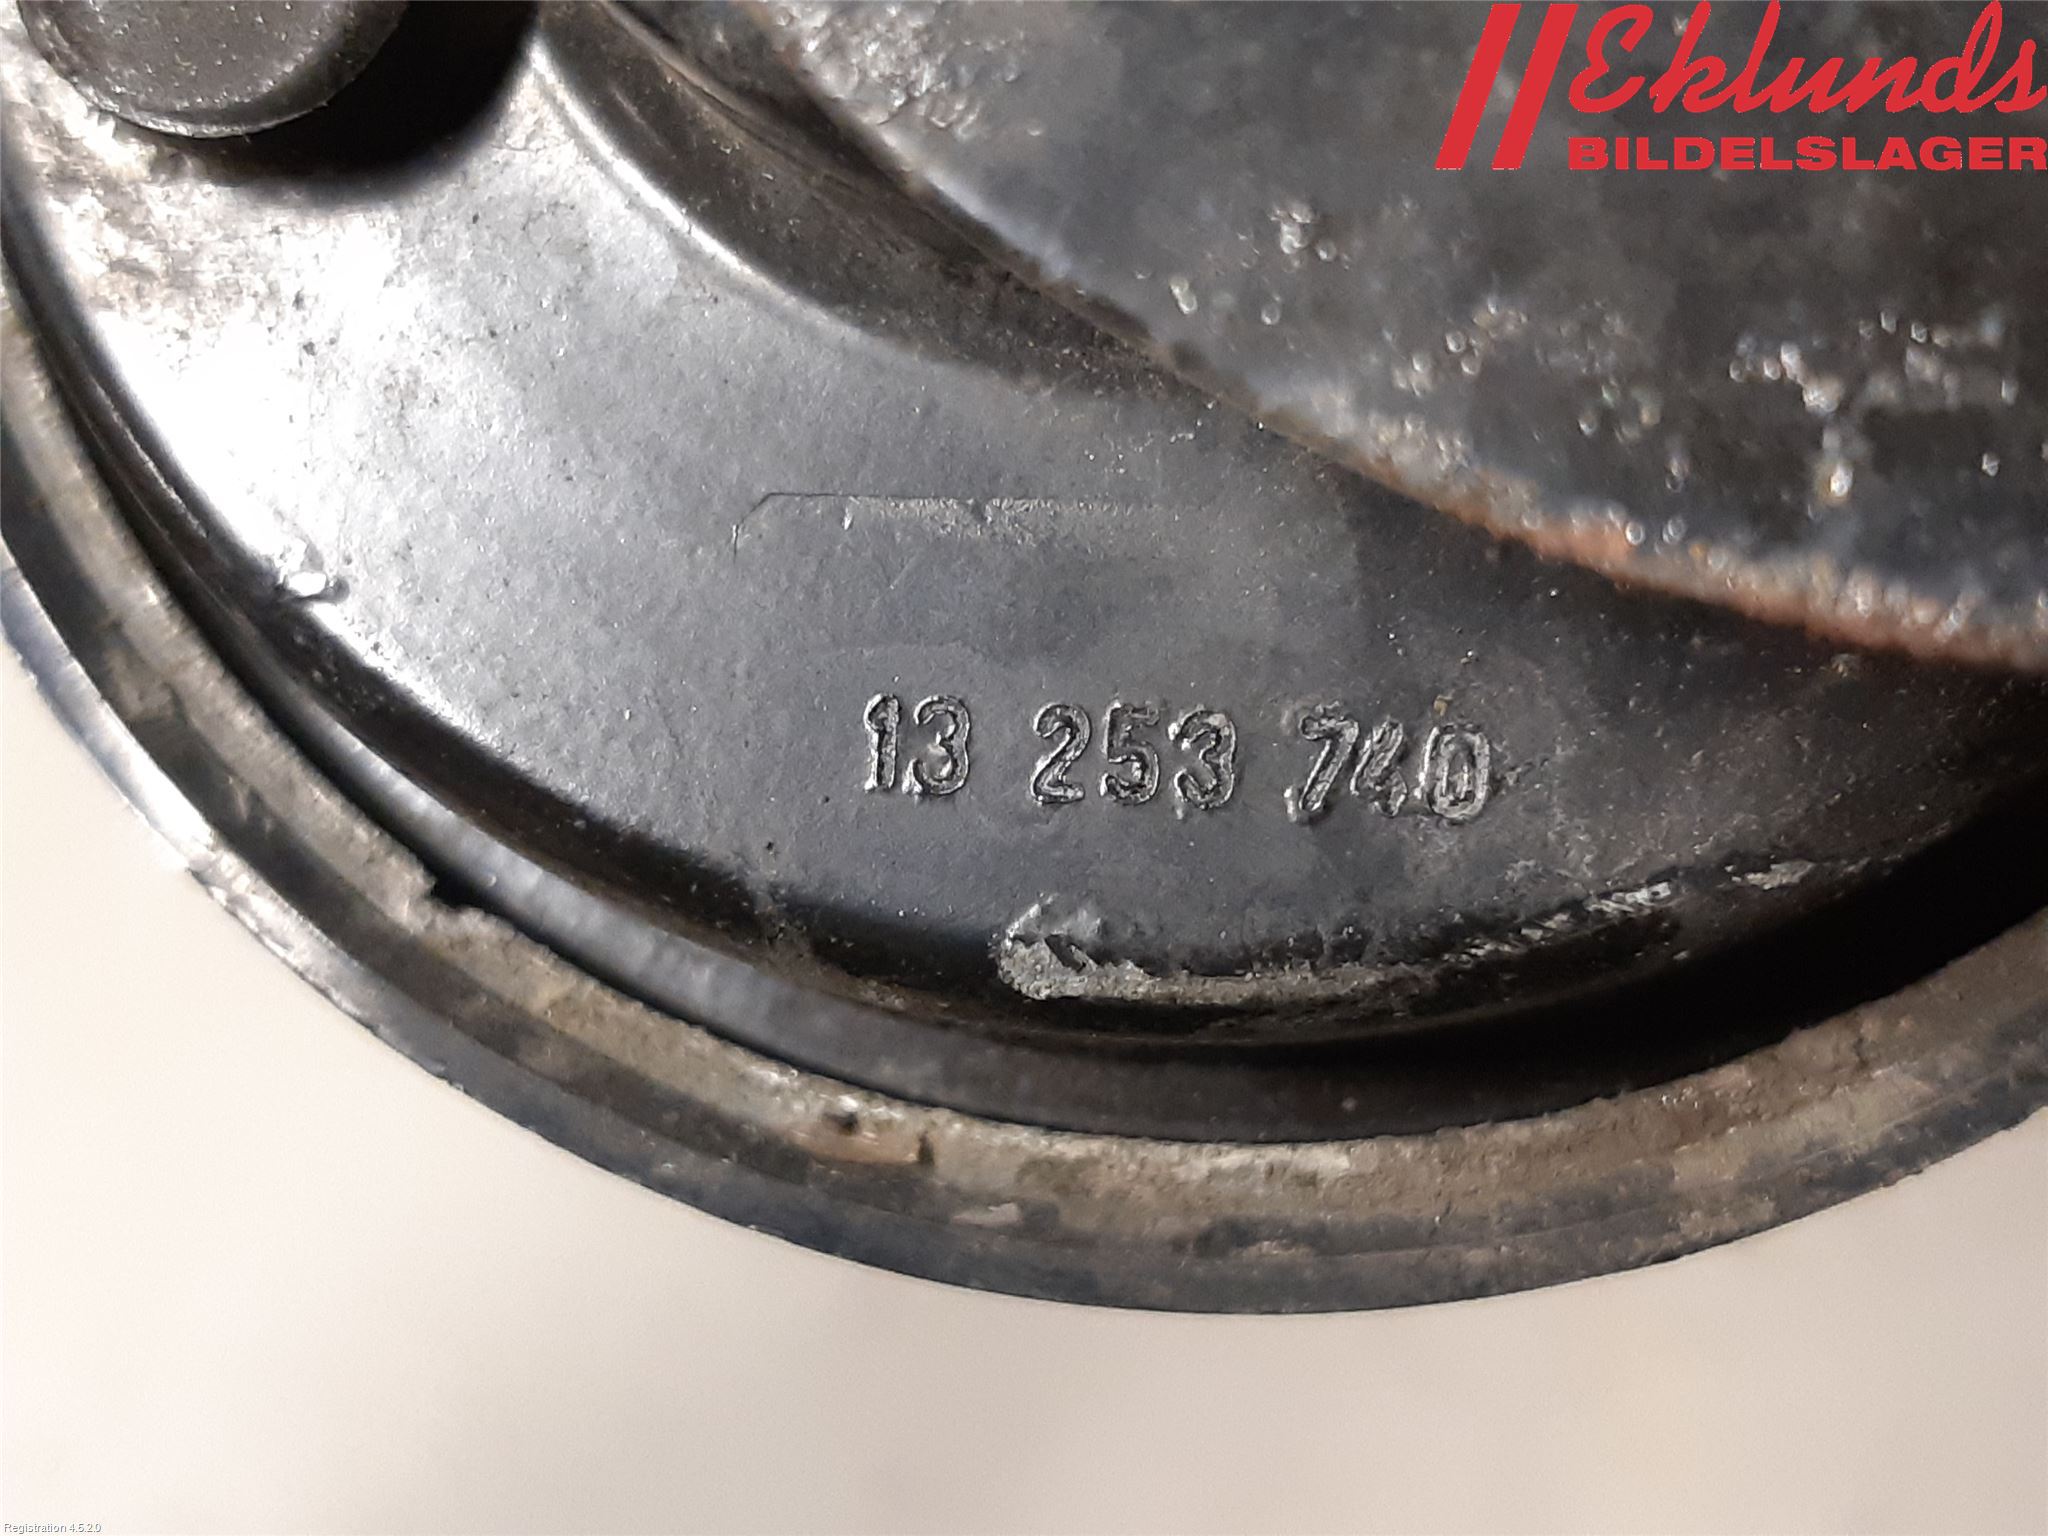 Eklunds
BILDELSLAGER
13 253 740
Registration 4.5.2.0